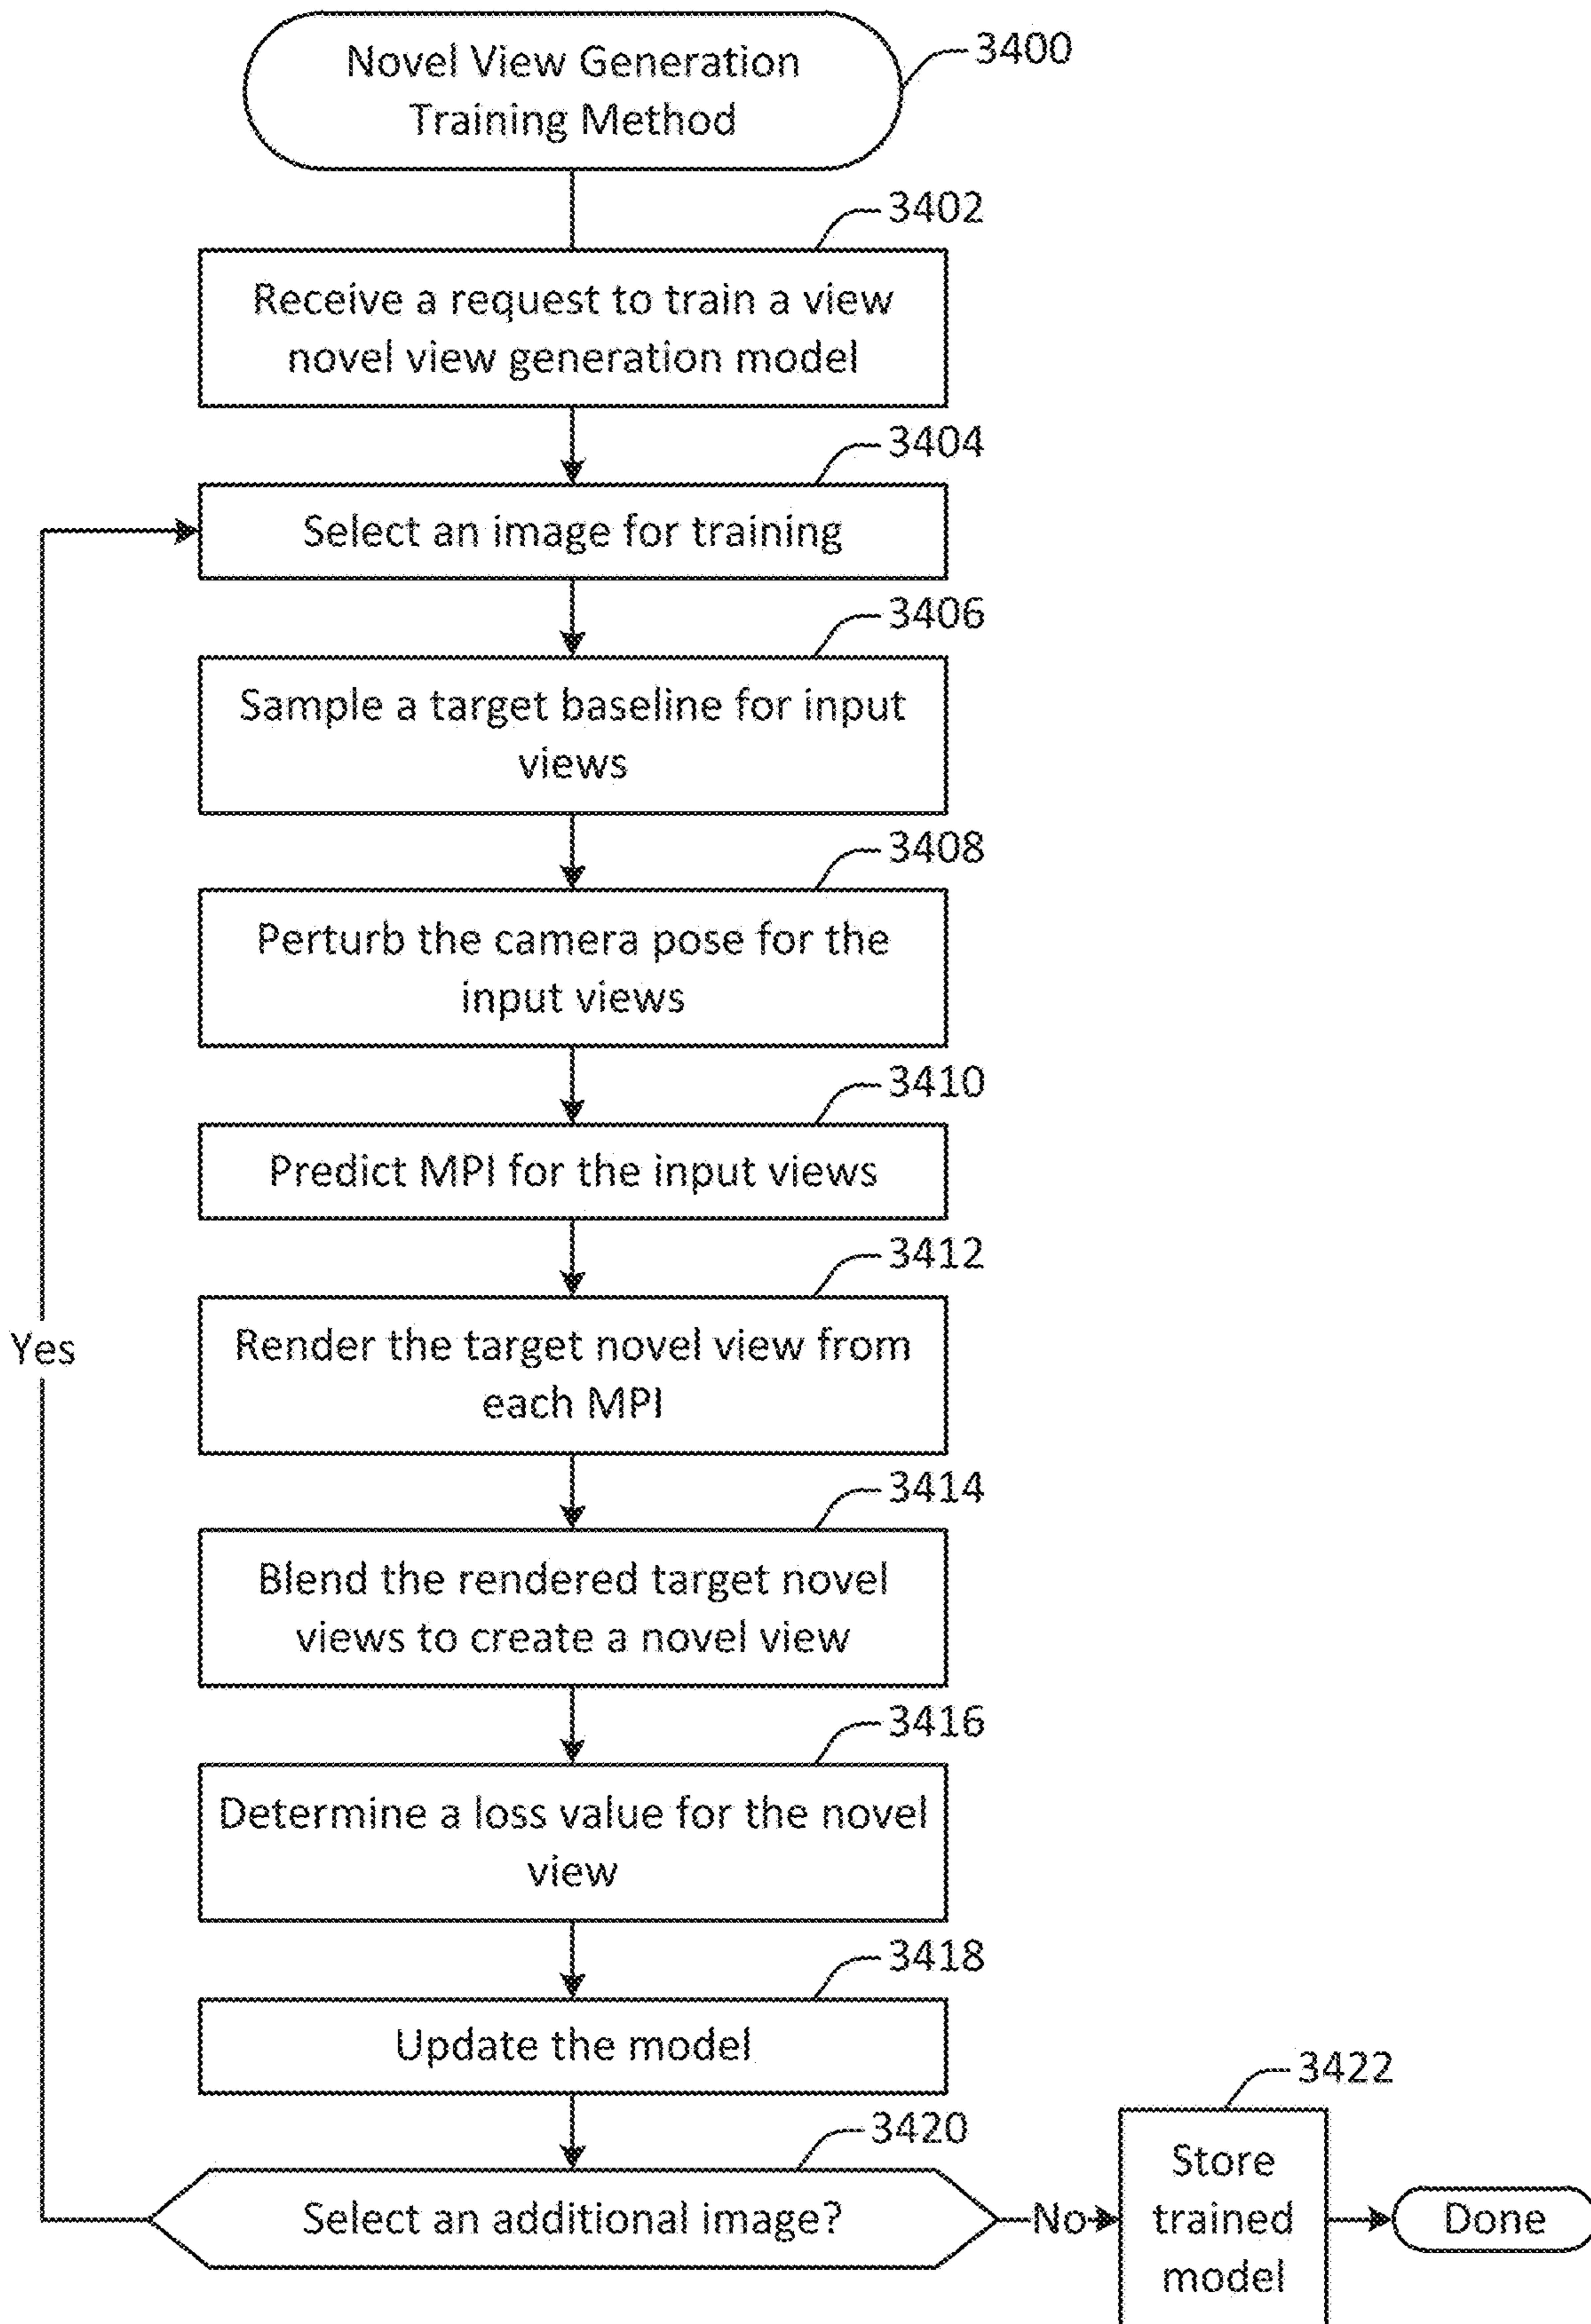 Novel View Generation
Training Method
3400
3402
Receive a request to train a view
novel view generation model
3404
Select an image for training
3406
Sample a target baseline for input
views
3408
Perturb the camera pose for the
input views
3410
Predict MPI for the input views
3412
Render the target novel view from
each MPI
Yes
3414
Blend the rendered target novel
views to create a novel view
3416
Determine a loss value for the novel
view
3418
Update the model
3420
Select an additional image?
No
3422
Store
trained
model
Done